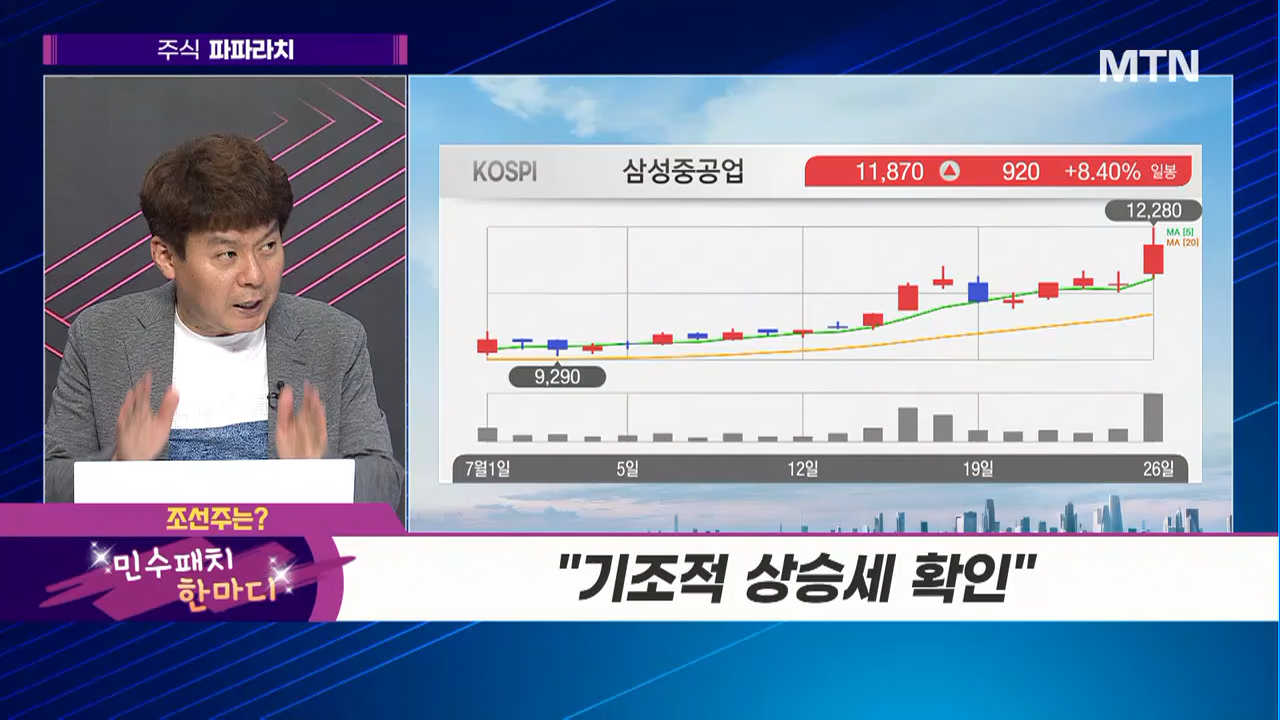 주식 파파라치
MTN
KOSPI 삼성중공업 11,870 920 +8.40% 일봉
12,280
MA [5]
MA [20]
9,290
7월1일 5일 12일 19일 26일
조선주는?
민수패치
한마디
"기조적 상승세 확인"